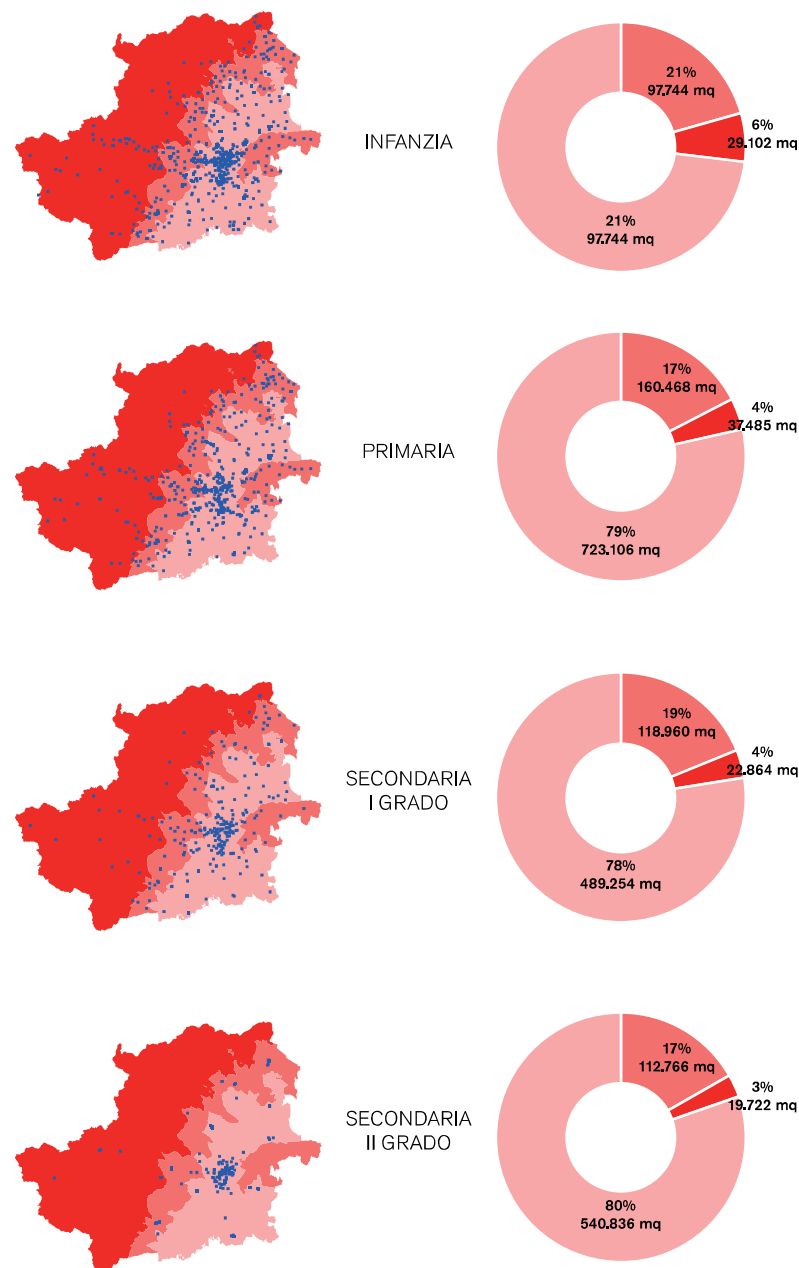 INFANZIA
21%
97.744 mq
6%
29.102 mq
21%
97.744 mq
PRIMARIA
17%
160.468 mq
4%
37.485 mq
79%
723.106 mq
SECONDARIA
I GRADO
19%
118.960 mq
4%
22.864 mq
78%
489.254 mq
SECONDARIA
II GRADO
17%
112.766 mq
3%
19.722 mq
80%
540.836 mq